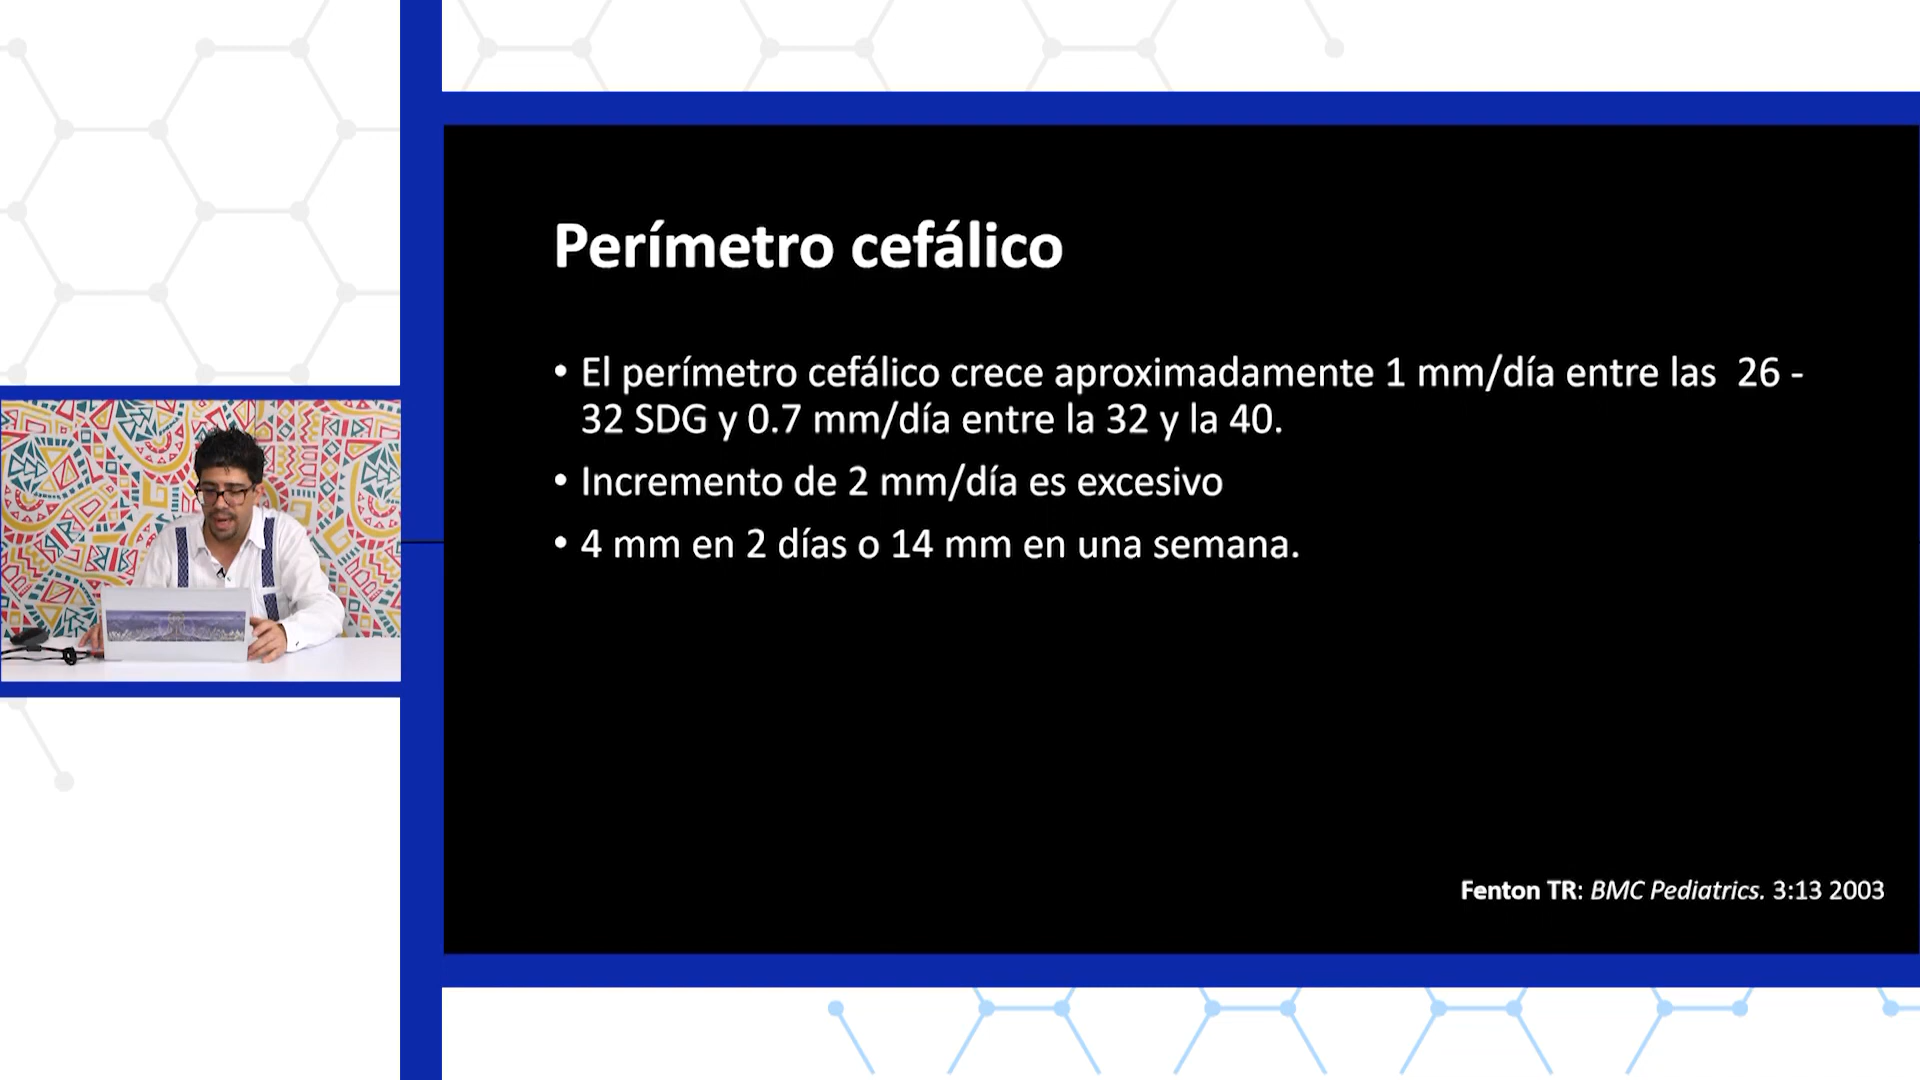 Perímetro cefálico
• El perímetro cefálico crece aproximadamente 1 mm/día entre las  26 -
32 SDG y 0.7 mm/día entre la 32 y la 40.
• Incremento de 2 mm/día es excesivo
• 4 mm en 2 días o 14 mm en una semana.
Fenton TR: BMC Pediatrics. 3:13 2003